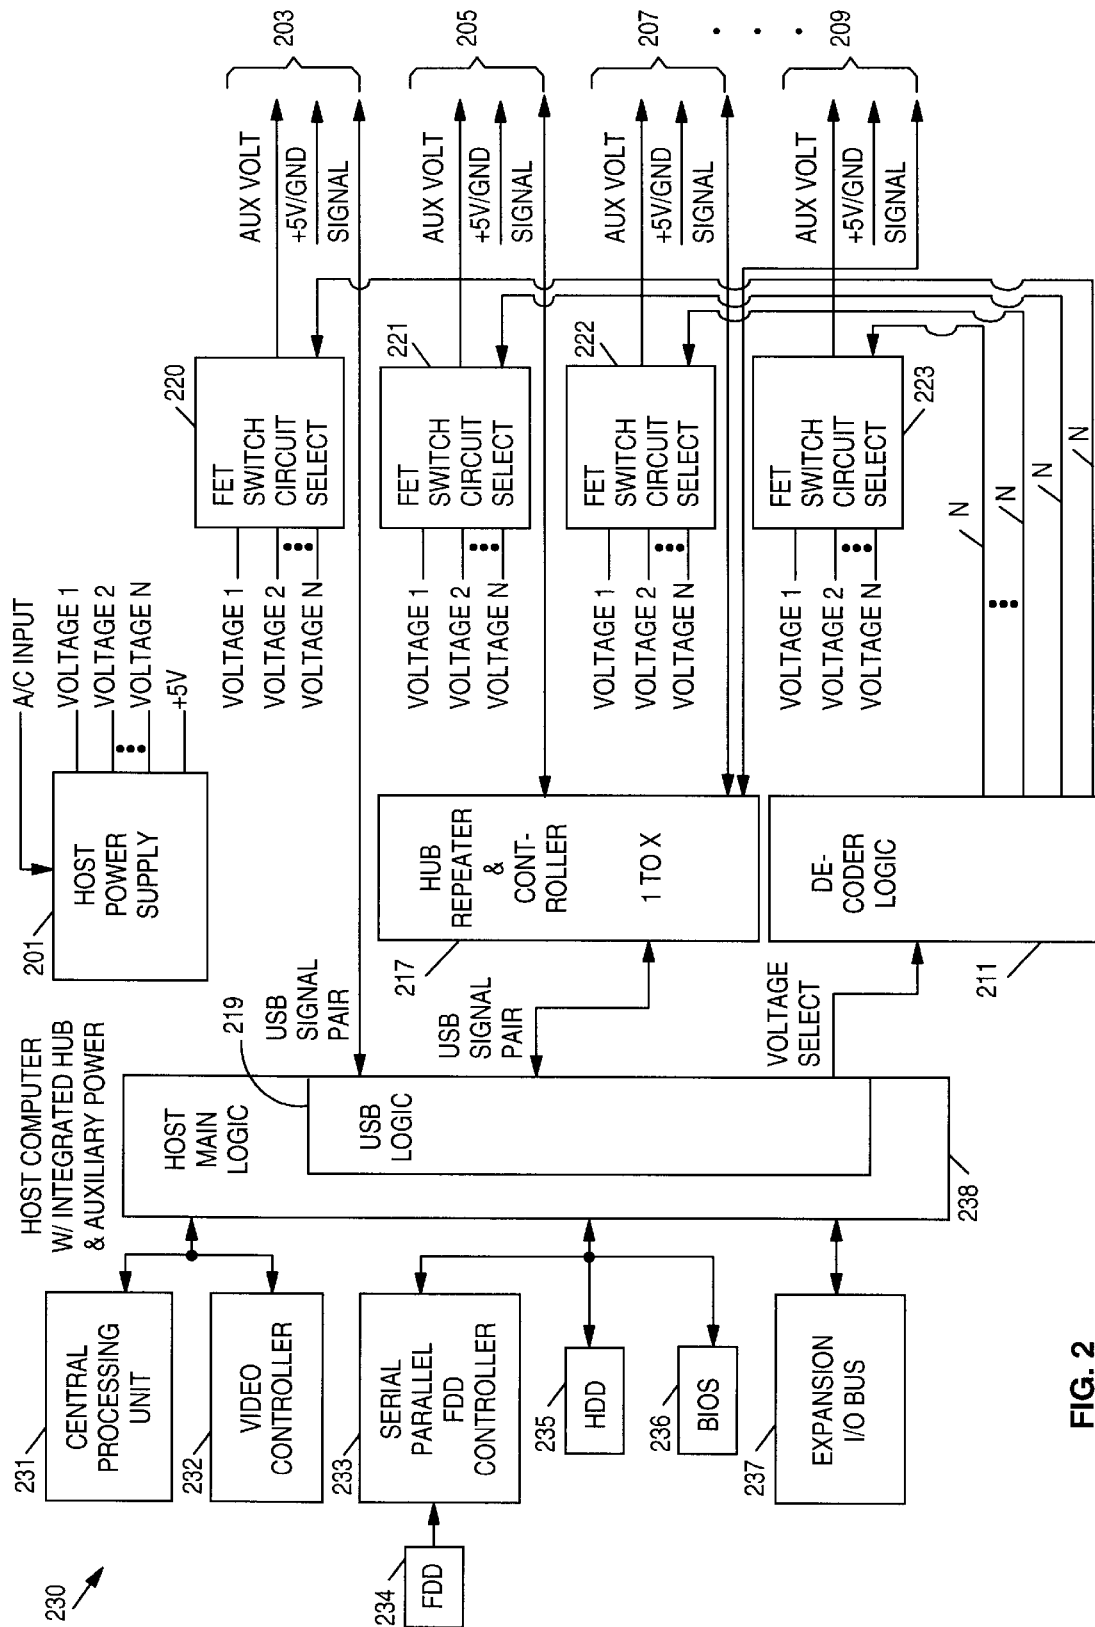 230
HOST COMPUTER
W/ INTEGRATED HUB
& AUXILIARY POWER
201
HOST
POWER
SUPPLY
A/C INPUT
VOLTAGE 1
VOLTAGE 2
VOLTAGE N
+5V
231
CENTRAL
PROCESSING
UNIT
232
VIDEO
CONTROLLER
233
SERIAL
PARALLEL
FDD
CONTROLLER
234
FDD
235
HDD
236
BIOS
237
EXPANSION
I/O BUS
HOST
MAIN
LOGIC
219
USB LOGIC
238
USB
SIGNAL
PAIR
USB
SIGNAL
PAIR
VOLTAGE
SELECT
217
HUB
REPEATER
&
CONT-
ROLLER
1 TO X
DE-
CODER
LOGIC
211
VOLTAGE 1
VOLTAGE 2
VOLTAGE N
220
FET
SWITCH
CIRCUIT
SELECT
AUX VOLT
+5V/GND
SIGNAL
203
VOLTAGE 1
VOLTAGE 2
VOLTAGE N
221
FET
SWITCH
CIRCUIT
SELECT
AUX VOLT
+5V/GND
SIGNAL
205
VOLTAGE 1
VOLTAGE 2
VOLTAGE N
222
FET
SWITCH
CIRCUIT
SELECT
AUX VOLT
+5V/GND
SIGNAL
207
VOLTAGE 1
VOLTAGE 2
VOLTAGE N
FET
SWITCH
CIRCUIT
SELECT
223
AUX VOLT
+5V/GND
SIGNAL
209
N
N
N
N
FIG. 2